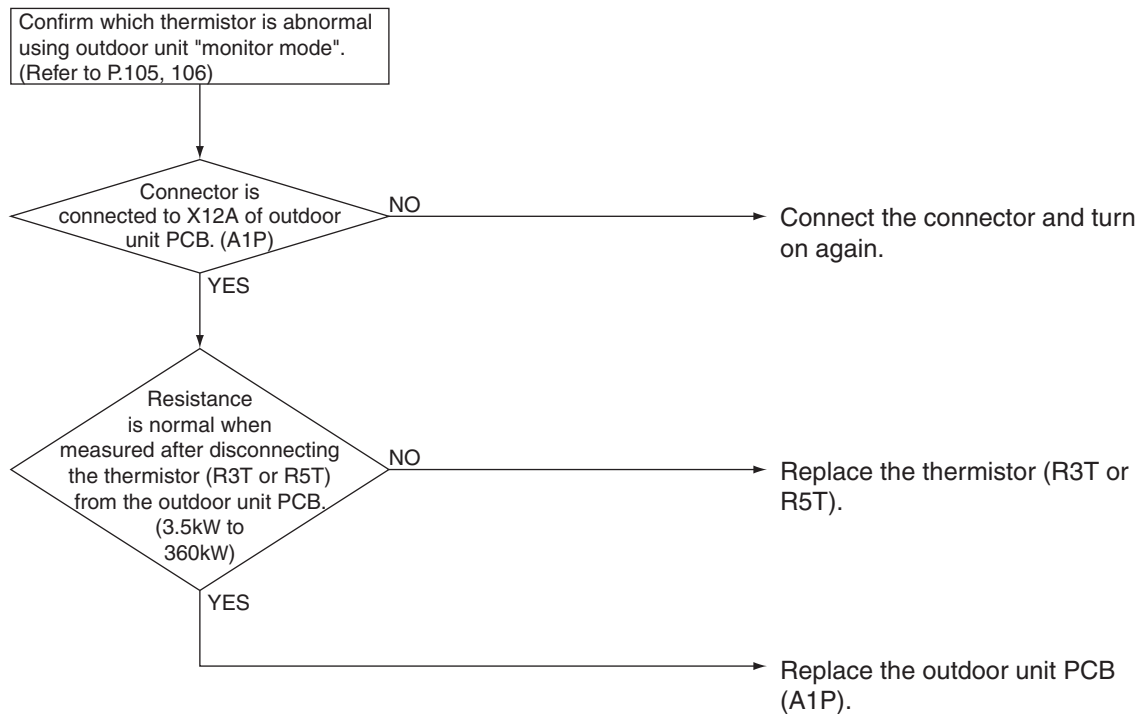 Confirm which thermistor is abnormal
using outdoor unit "monitor mode".
(Refer to P.105, 106)
Connector is
connected to X12A of outdoor
unit PCB. (A1P)
NO
Connect the connector and turn
on again.
YES
Resistance
is normal when
measured after disconnecting
the thermistor (R3T or R5T)
from the outdoor unit PCB.
(3.5kW to
360kW)
NO
Replace the thermistor (R3T or
R5T).
YES
Replace the outdoor unit PCB
(A1P).